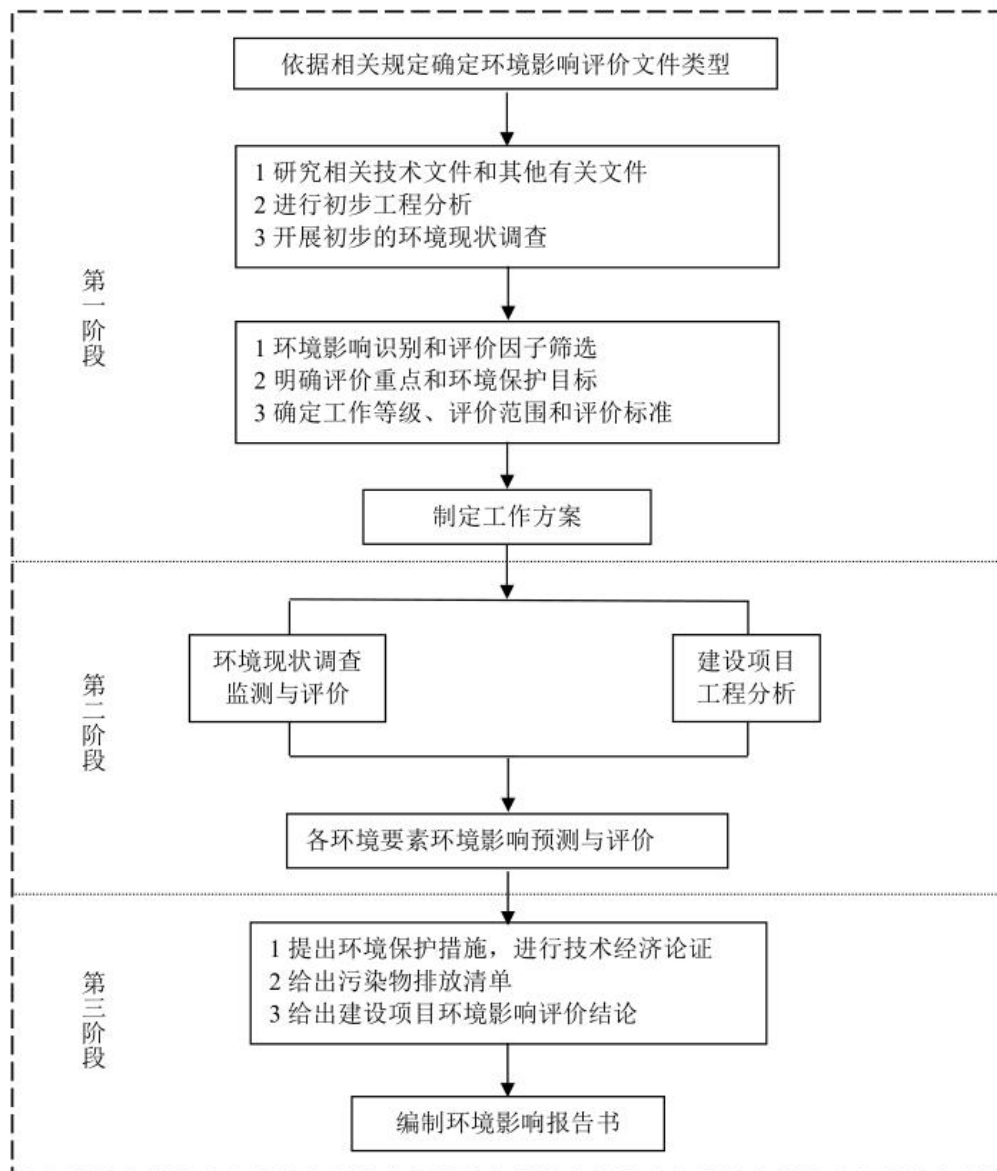 依据相关规定确定环境影响评价文件类型
1 研究相关技术文件和其他有关文件
2 进行初步工程分析
3 开展初步的环境现状调查
第一阶段
1 环境影响识别和评价因子筛选
2 明确评价重点和环境保护目标
3 确定工作等级、评价范围和评价标准
制定工作方案
第二阶段
环境现状调查
监测与评价
建设项目
工程分析
各环境要素环境影响预测与评价
第三阶段
1 提出环境保护措施，进行技术经济论证
2 给出污染物排放清单
3 给出建设项目环境影响评价结论
编制环境影响报告书